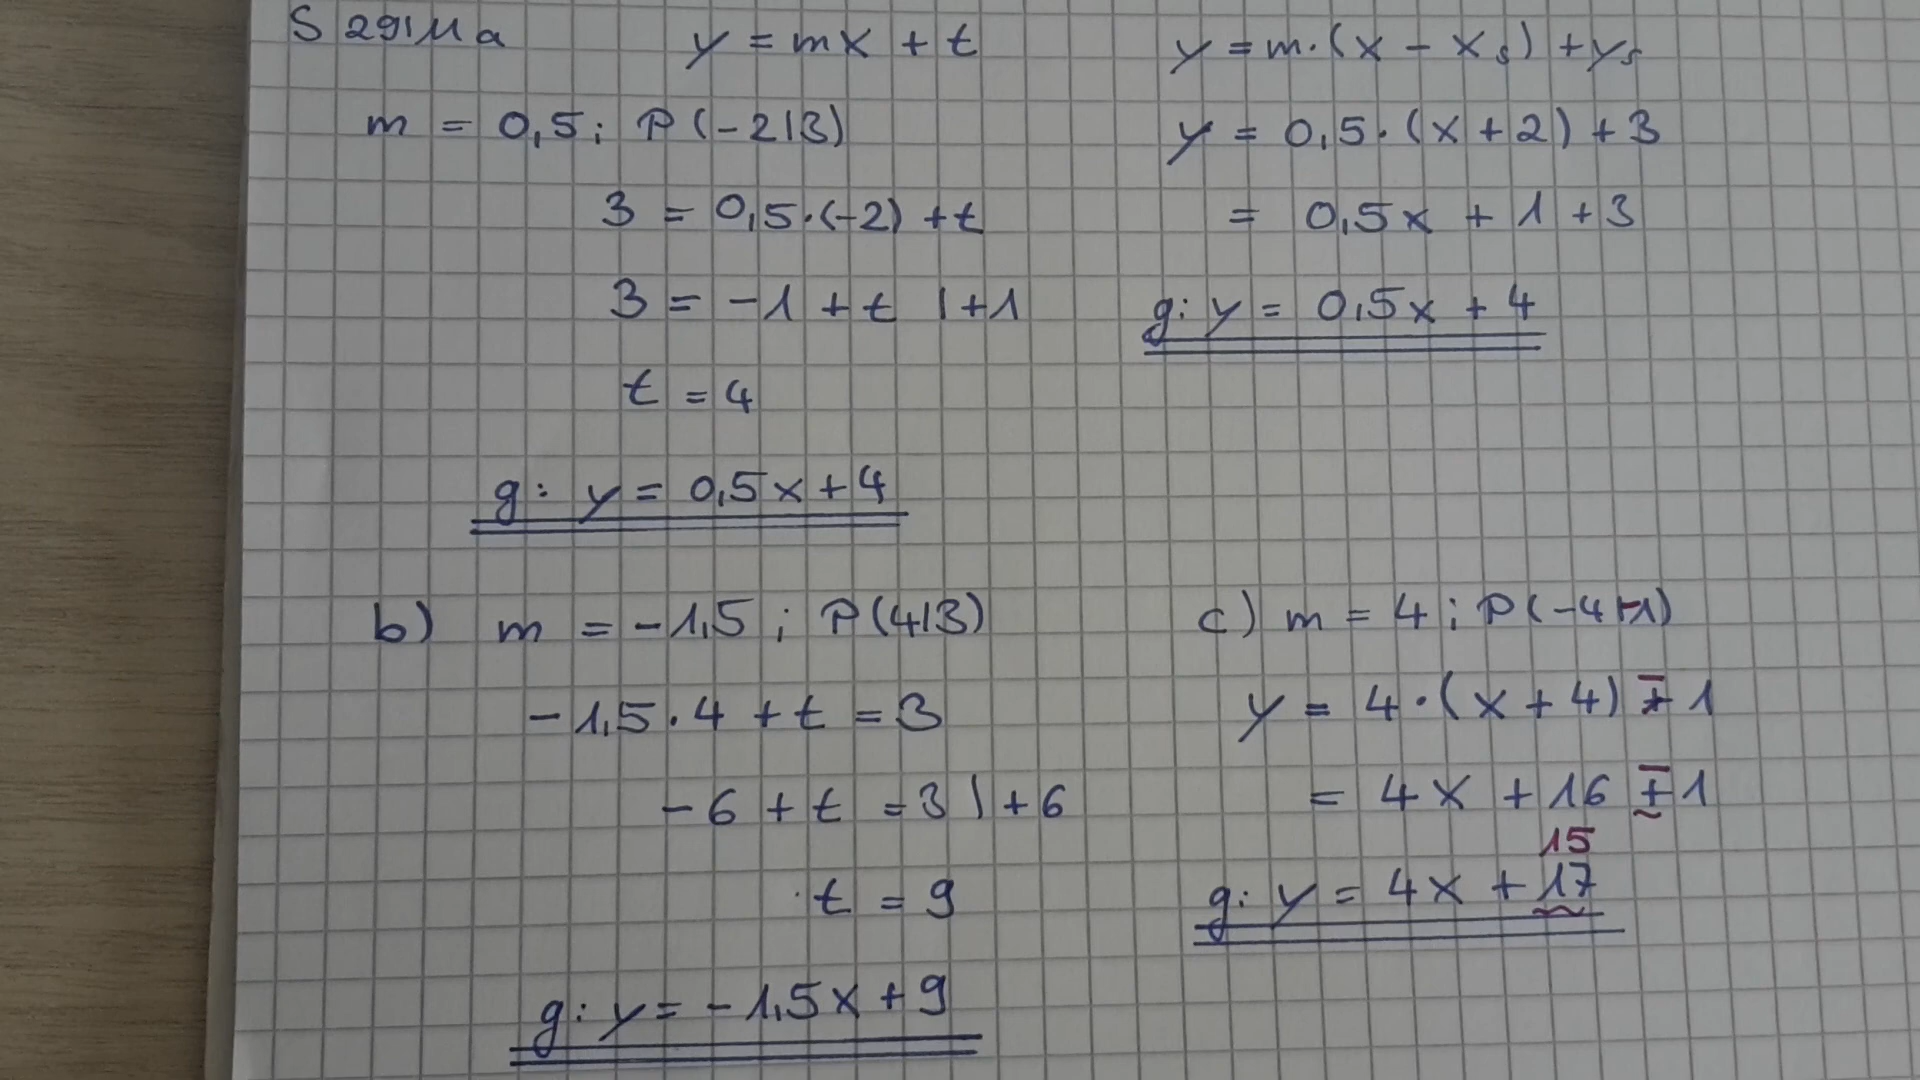 S 29/11 a
y = mx + t
m = 0,5; P(-2|3)
3 = 0,5·(-2) + t
3 = -1 + t |+1
t = 4
g: y = 0,5x + 4
y = m·(x - xs) + ys
y = 0,5·(x + 2) + 3
= 0,5x + 1 + 3
g: y = 0,5x + 4
b) m = -1,5; P(4|3)
-1,5·4 + t = 3
-6 + t = 3 | +6
t = 9
g: y = -1,5x + 9
c) m = 4; P(-4|-1)
y = 4·(x + 4) - 1
= 4x + 16 - 1
15
g: y = 4x + 17